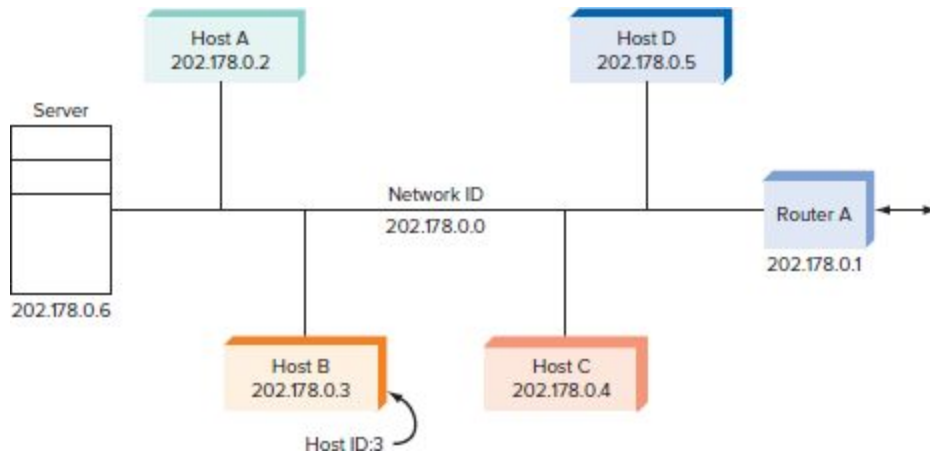 Host A
202.178.0.2
Host D
202.178.0.5
Server
Network ID
202.178.0.0
Router A
202.178.0.1
202.178.0.6
Host B
202.178.0.3
Host C
202.178.0.4
Host ID:3